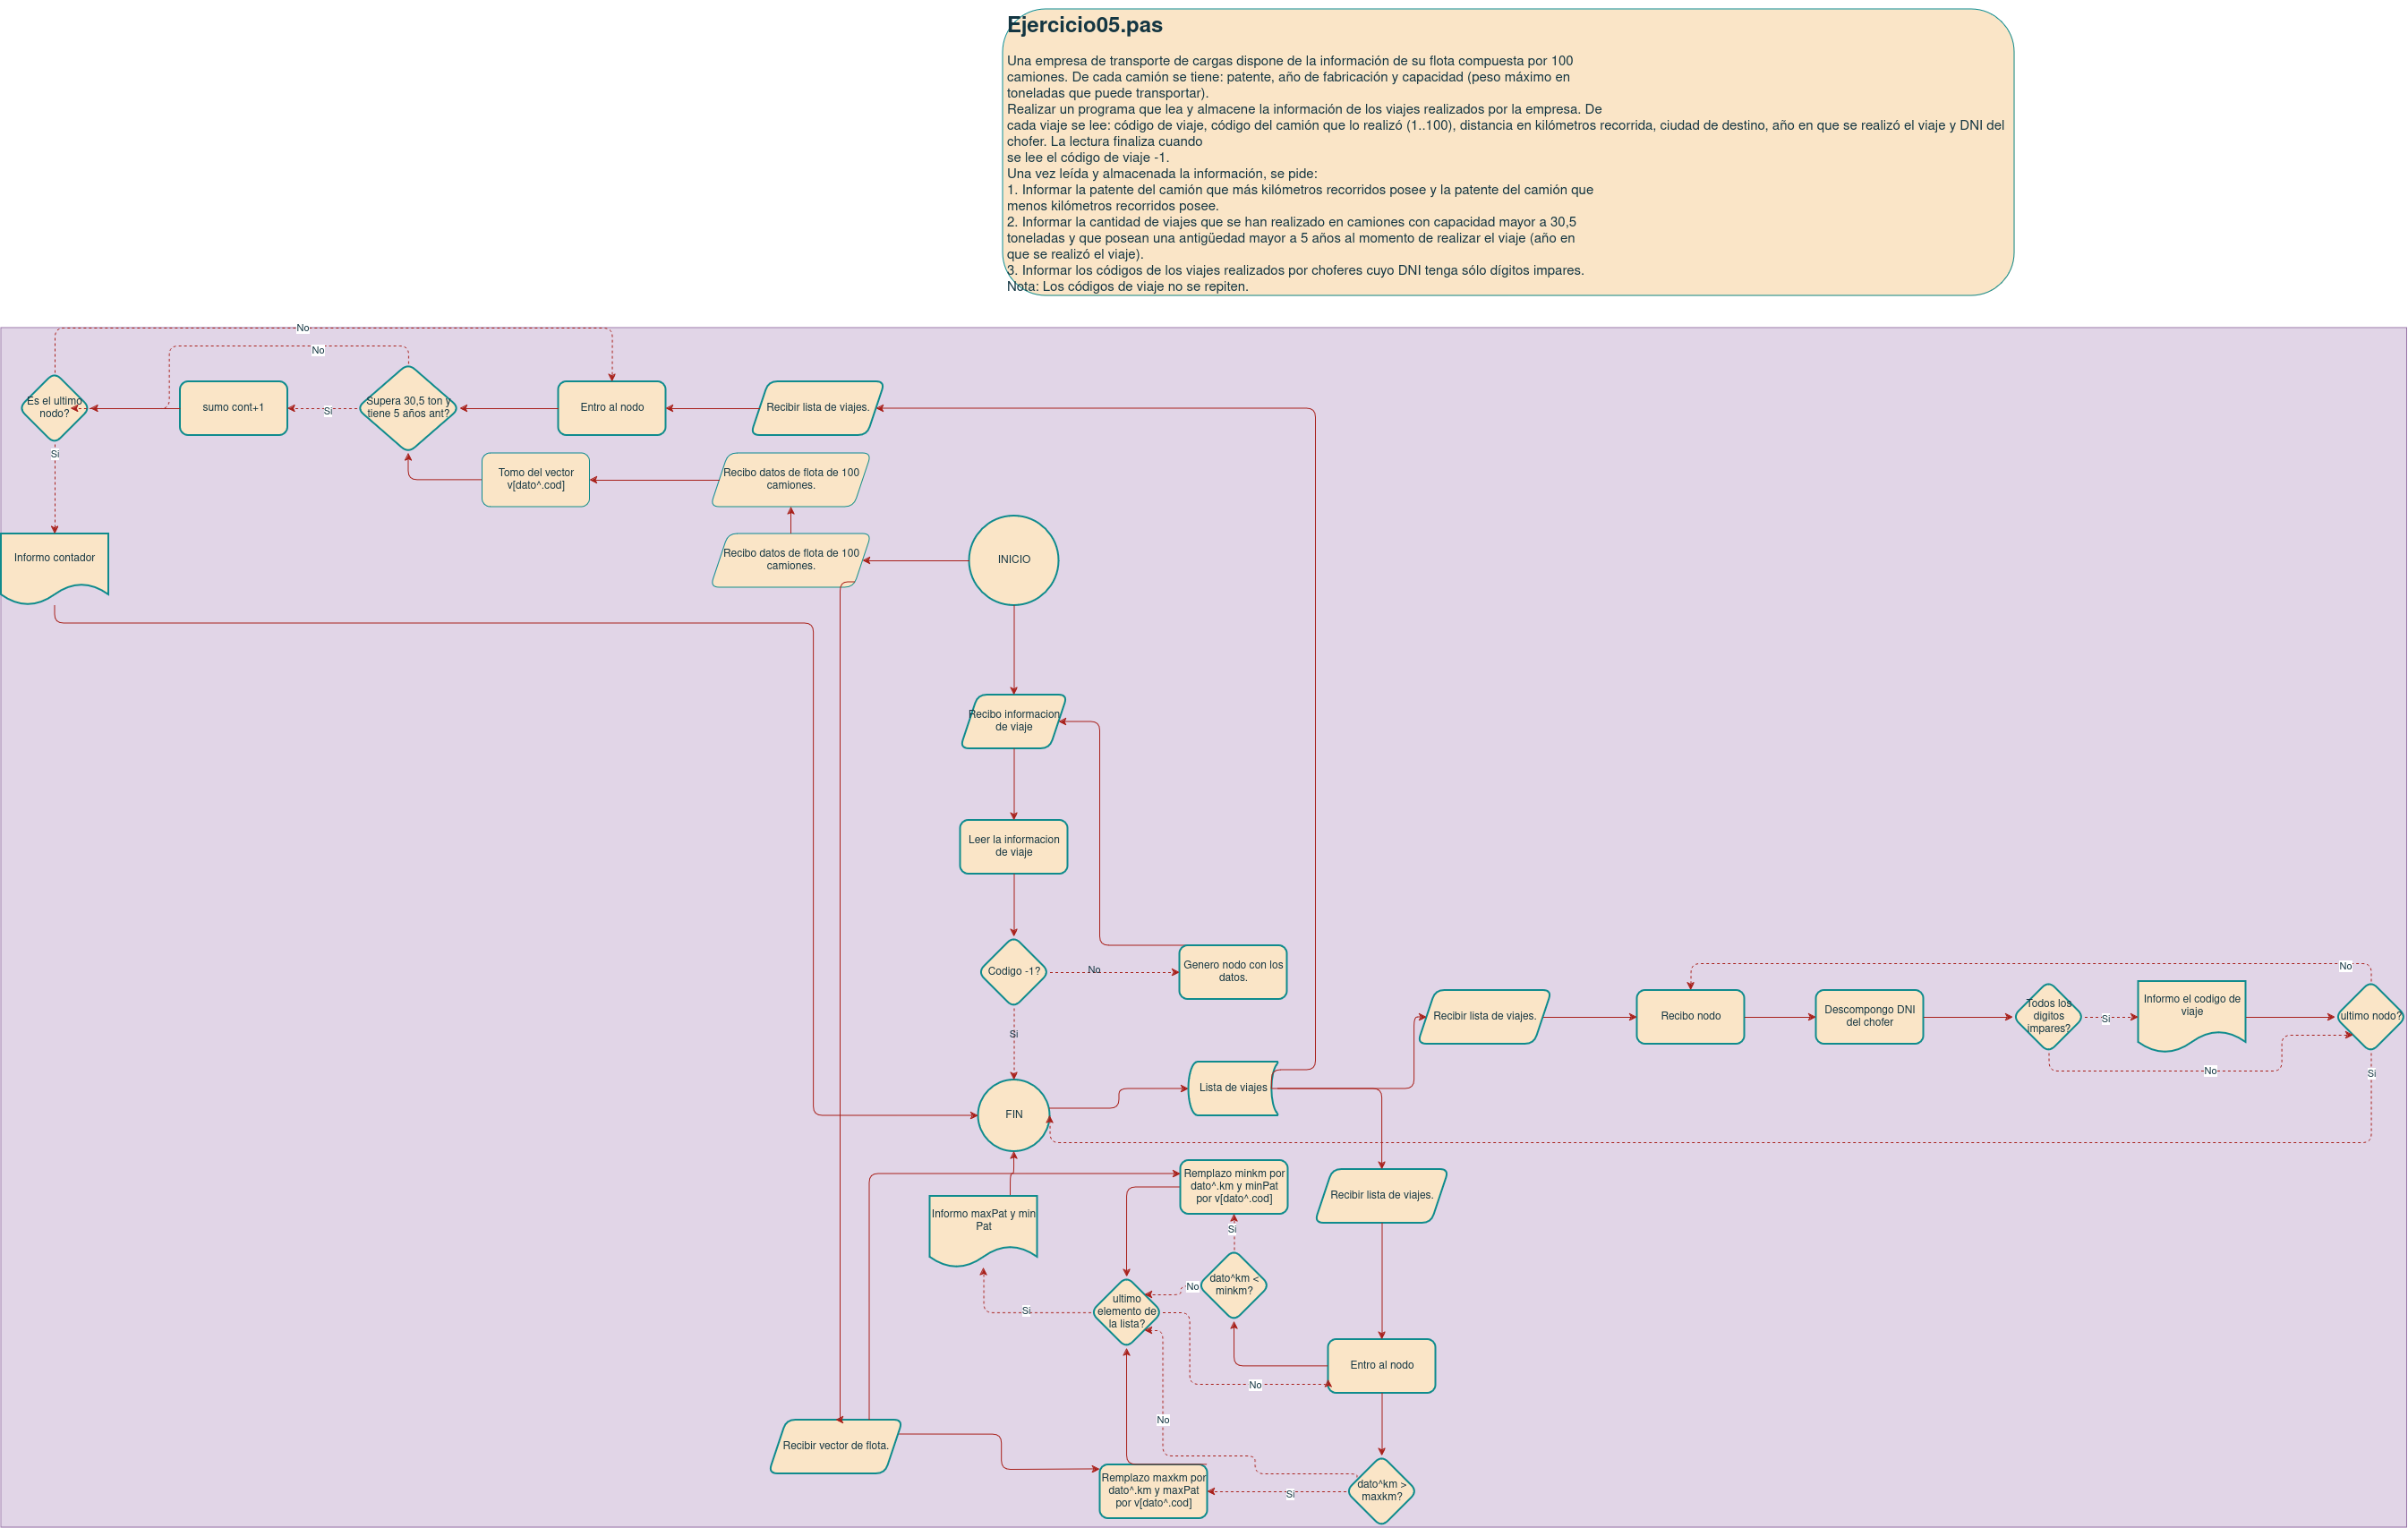 Ejercicio05.pas
Una empresa de transporte de cargas dispone de la información de su flota compuesta por 100
camiones. De cada camión se tiene: patente, año de fabricación y capacidad (peso máximo en
toneladas que puede transportar).
Realizar un programa que lea y almacene la información de los viajes realizados por la empresa. De
cada viaje se lee: código de viaje, código del camión que lo realizó (1..100), distancia en kilómetros recorrida, ciudad de destino, año en que se realizó el viaje y DNI del
chofer. La lectura finaliza cuando
se lee el código de viaje -1.
Una vez leída y almacenada la información, se pide:
1. Informar la patente del camión que más kilómetros recorridos posee y la patente del camión que
menos kilómetros recorridos posee.
2. Informar la cantidad de viajes que se han realizado en camiones con capacidad mayor a 30,5
toneladas y que posean una antigüedad mayor a 5 años al momento de realizar el viaje (año en
que se realizó el viaje).
3. Informar los códigos de los viajes realizados por choferes cuyo DNI tenga sólo dígitos impares.
Nota: Los códigos de viaje no se repiten.
No
No
Es el ultimo
nodo?
sumo cont+1
Si
Supera 30,5 ton y
tiene 5 años ant?
Entro al nodo
Recibir lista de viajes.
Si
Tomo del vector
v[dato^.cod]
Recibo datos de flota de 100
camiones.
Informo contador
Recibo datos de flota de 100
camiones.
INICIO
Recibo informacion
de viaje
Leer la informacion
de viaje
Codigo -1?
No
Genero nodo con los
datos.
No
Si
Recibir lista de viajes.
Recibo nodo
Descompongo DNI
del chofer
Todos los
digitos
impares?
Si
Informo el codigo de
viaje
ultimo nodo?
No
Si
FIN
Lista de viajes
Remplazo minkm por
dato^.km y minPat
por v[dato^.cod]
Recibir lista de viajes.
Informo maxPat y min
Pat
Si
dato^km <
minkm?
No
ultimo
elemento de
la lista?
Si
Entro al nodo
No
No
Recibir vector de flota.
Remplazo maxkm por
dato^.km y maxPat
por v[dato^.cod]
Si
dato^km >
maxkm?